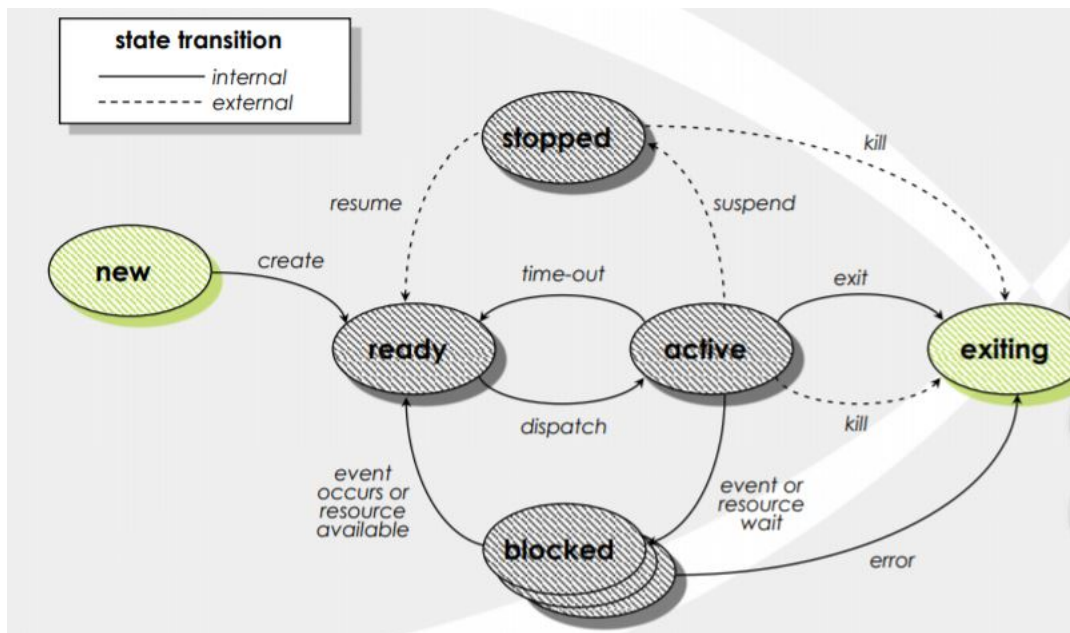 state transition
internal
external
stopped
kill
resume
suspend
new
create
time-out
exit
ready
active
exiting
dispatch
kill
event
occurs or
resource
available
event or
resource
wait
blocked
error